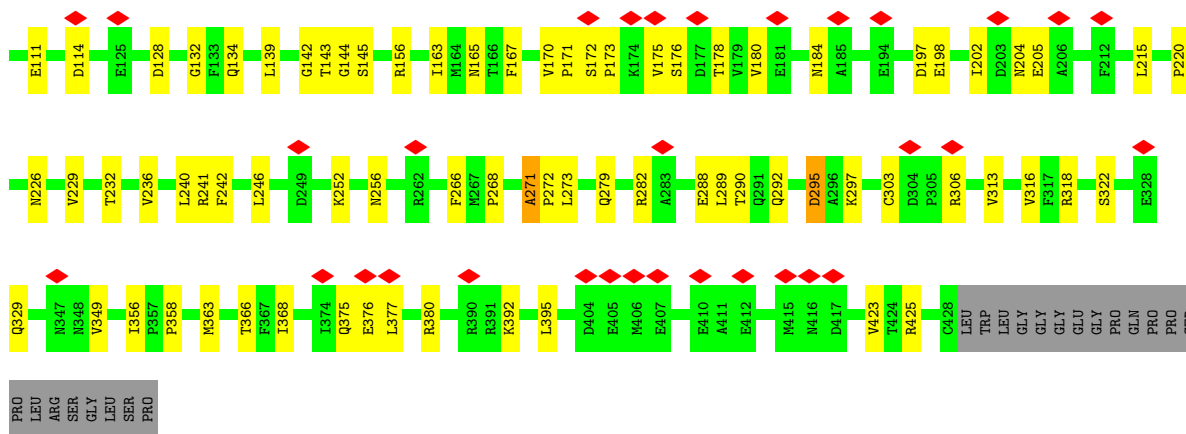 E111 D114 E125 D128 G132 F133 Q134 L139 G142 T143 G144 S145 R156 I163 M164 N165 T166 F167 V170 P171 S172 P173 K174 V175 S176 D177 T178 V179 V180 E181 N184 A185 E194 D197 E198 I202 D203 N204 E205 A206 F212 L215 P220
N226 V229 T232 V236 L240 R241 F242 L246 D249 K252 N256 R262 F266 M267 P268 A271 P272 L273 Q279 R282 A283 E288 L289 T290 Q291 Q292 D295 A296 K297 C303 D304 P305 R306 V313 V316 F317 R318 S322 E328
Q329 N347 N348 V349 I356 P357 P358 M363 T366 F367 I368 I374 Q375 E376 L377 R380 R390 R391 K392 L395 D404 E405 M406 E407 E410 A411 E412 M415 N416 D417 V423 T424 R425 C428 LEU TRP LEU GLY GLY GLY GLU GLY PRO GLN PRO PRO SER
PRO LEU ARG SER GLY LEU SER PRO